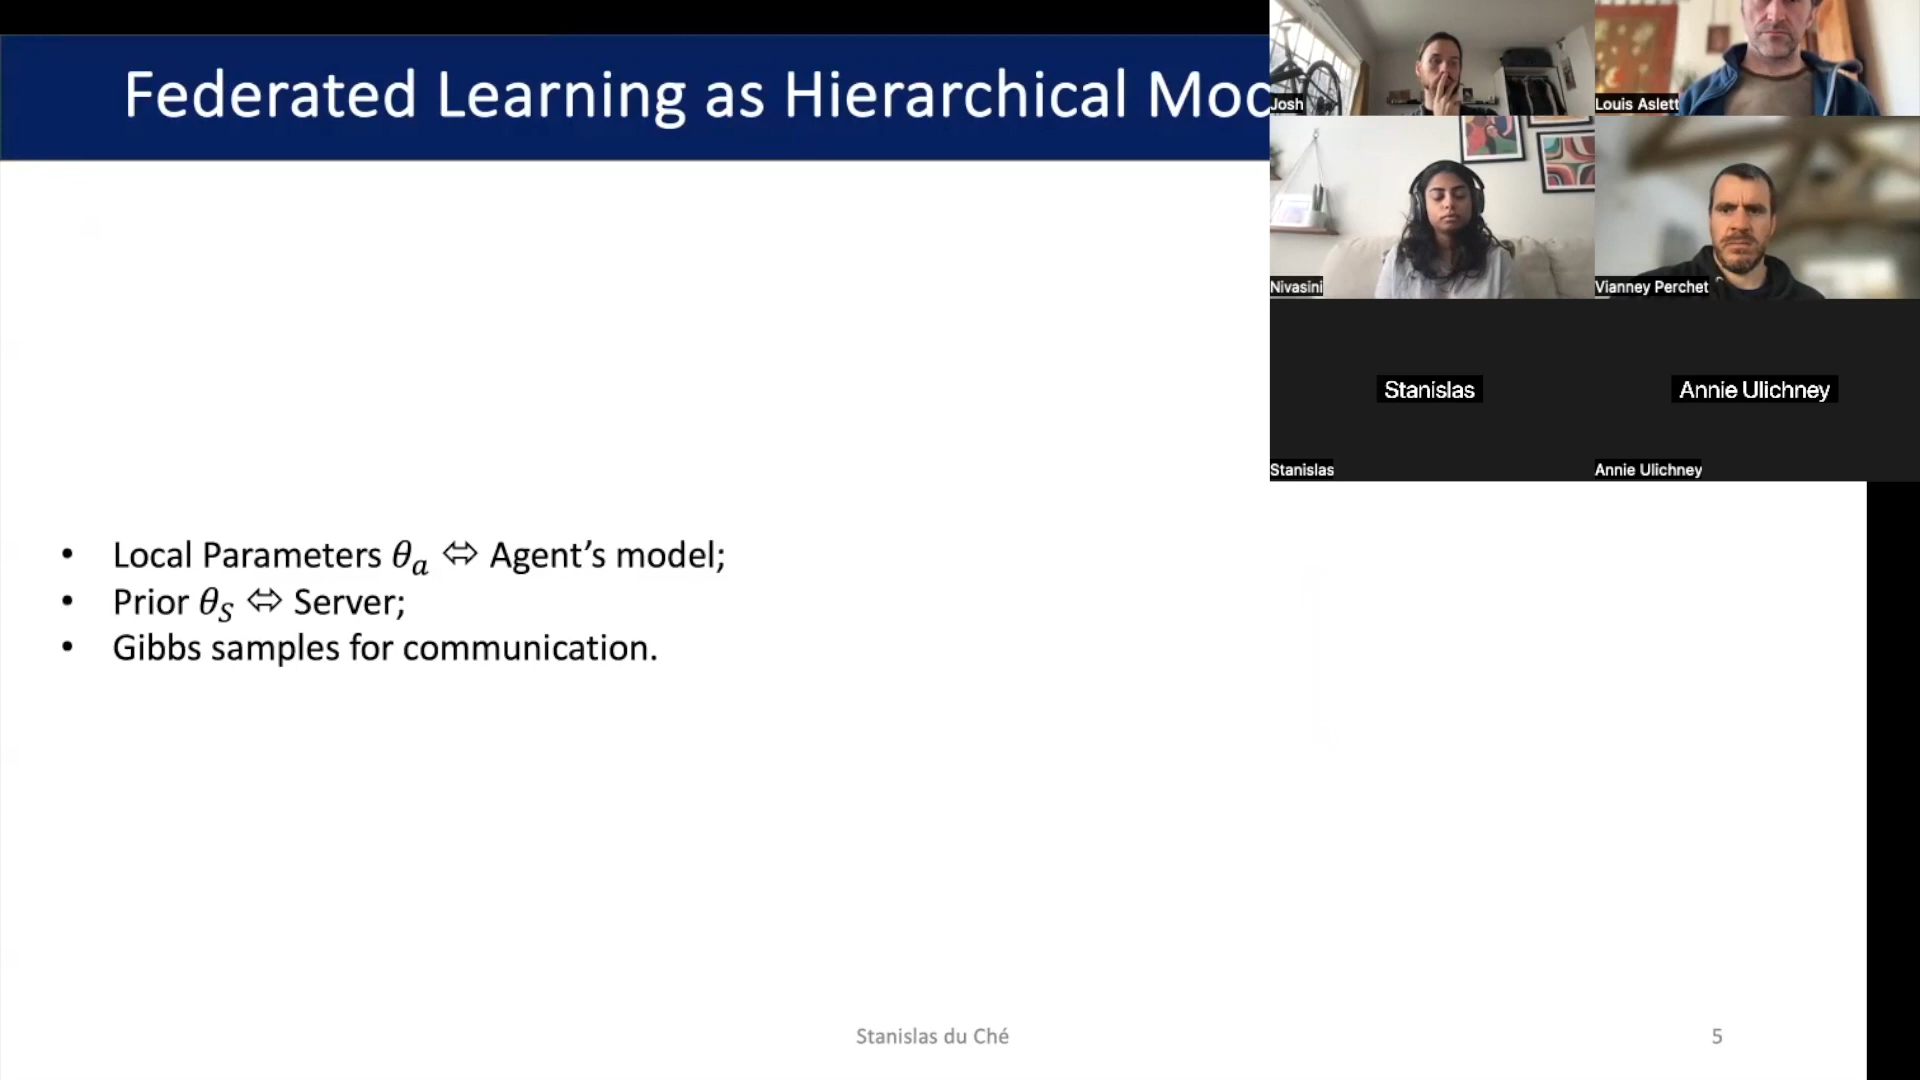 Federated Learning as Hierarchical Moc
Josh
Louis Aslett
Nivasini
Vianney Perchet
Stanislas
Annie Ulichney
Stanislas
Annie Ulichney
• Local Parameters θₐ ⇔ Agent’s model;
• Prior θ_S ⇔ Server;
• Gibbs samples for communication.
Stanislas du Ché
5